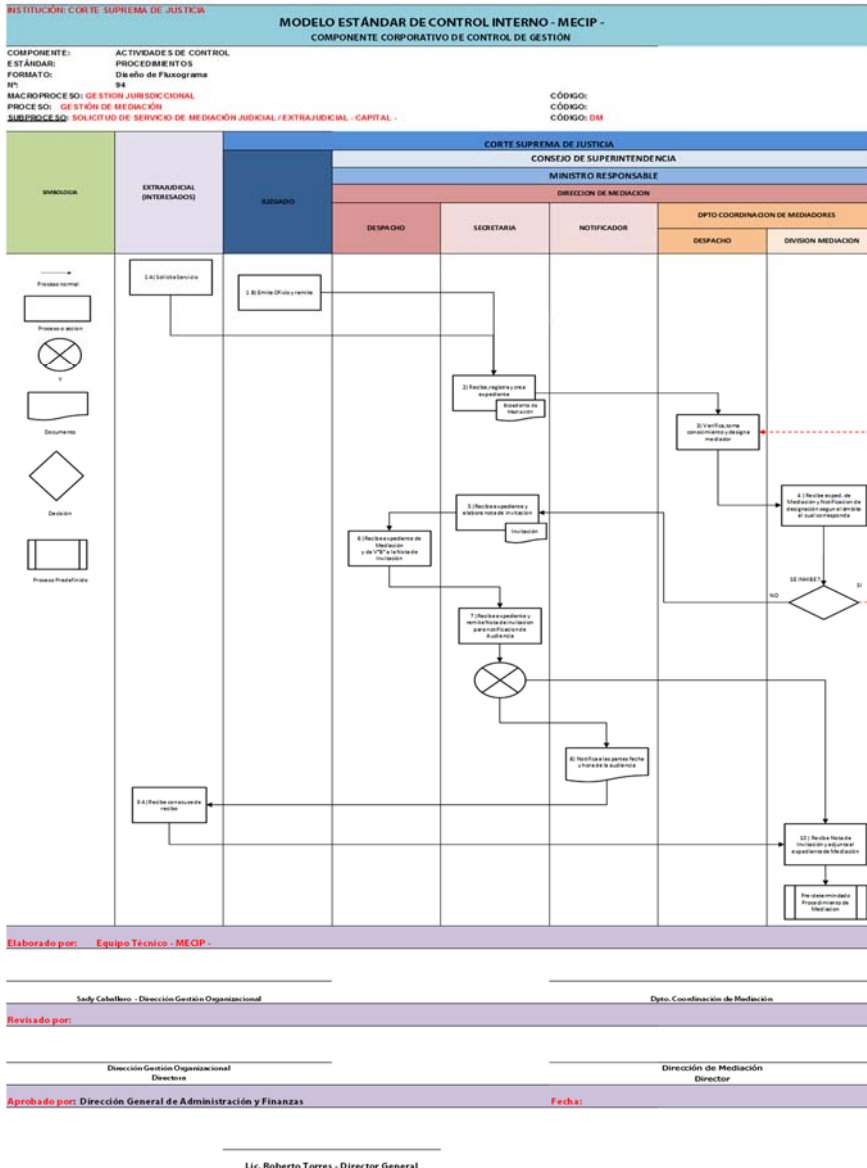 INSTITUCIÓN: CORTE SUPREMA DE JUSTICIA
MODELO ESTÁNDAR DE CONTROL INTERNO - MECIP -
COMPONENTE CORPORATIVO DE CONTROL DE GESTIÓN
COMPONENTE: ACTIVIDADES DE CONTROL
ESTÁNDAR: PROCEDIMIENTOS
FORMATO: Diseño de Fluxograma
Nº: 94
MACROPROCESO: GESTION JURISDICCIONAL CÓDIGO:
PROCESO: GESTIÓN DE MEDIACIÓN CÓDIGO:
SUBPROCESO: SOLICITUD DE SERVICIO DE MEDIACIÓN JUDICIAL / EXTRAJUDICIAL - CAPITAL - CÓDIGO: DM
SIMBOLOGIA
EXTRAJUDICIAL
(INTERESADOS)
JUZGADO
CORTE SUPREMA DE JUSTICIA
CONSEJO DE SUPERINTENDENCIA
MINISTRO RESPONSABLE
DIRECCION DE MEDIACION
DESPACHO
SECRETARIA
NOTIFICADOR
DPTO COORDINACION DE MEDIADORES
DESPACHO
DIVISION MEDIACION
Proceso normal
Proceso o accion
Y
Documento
Decisión
Proceso Predefinido
1 A) Solicita Servicio
1 B) Emite Oficio y remite
2) Recibe, registra y crea
expediente
Expediente de
Mediación
3) Verifica, toma
conocimiento y designa
mediador
4 ) Recibe exped. de
Mediación y Notificacion de
designación segun el ámbito
al cual corresponda
5 ) Recibe expediente y
elabora nota de invitacion
Invitación
6 ) Recibe expediente de
Mediación
y da VºBº a la Nota de
Invitación
SE INHIBE?
NO
SI
7 ) Recibe expediente y
remite Nota de invitacion
para notificacion de
Audiencia
8) Notifica a las partes fecha
y hora de la audiencia
9 A) Recibe con acuse de
recibo
10 ) Recibe Nota de
Invitación y adjunta al
expediente de Mediación
Pre-determindado
Procedimiento de
Mediacion
Elaborado por: Equipo Técnico - MECIP -
Sady Caballero - Dirección Gestión Organizacional
Dpto. Coordinación de Mediación
Revisado por:
Dirección Gestión Organizacional
Directora
Dirección de Mediación
Director
Aprobado por: Dirección General de Administración y Finanzas
Fecha:
Lic. Roberto Torres - Director General